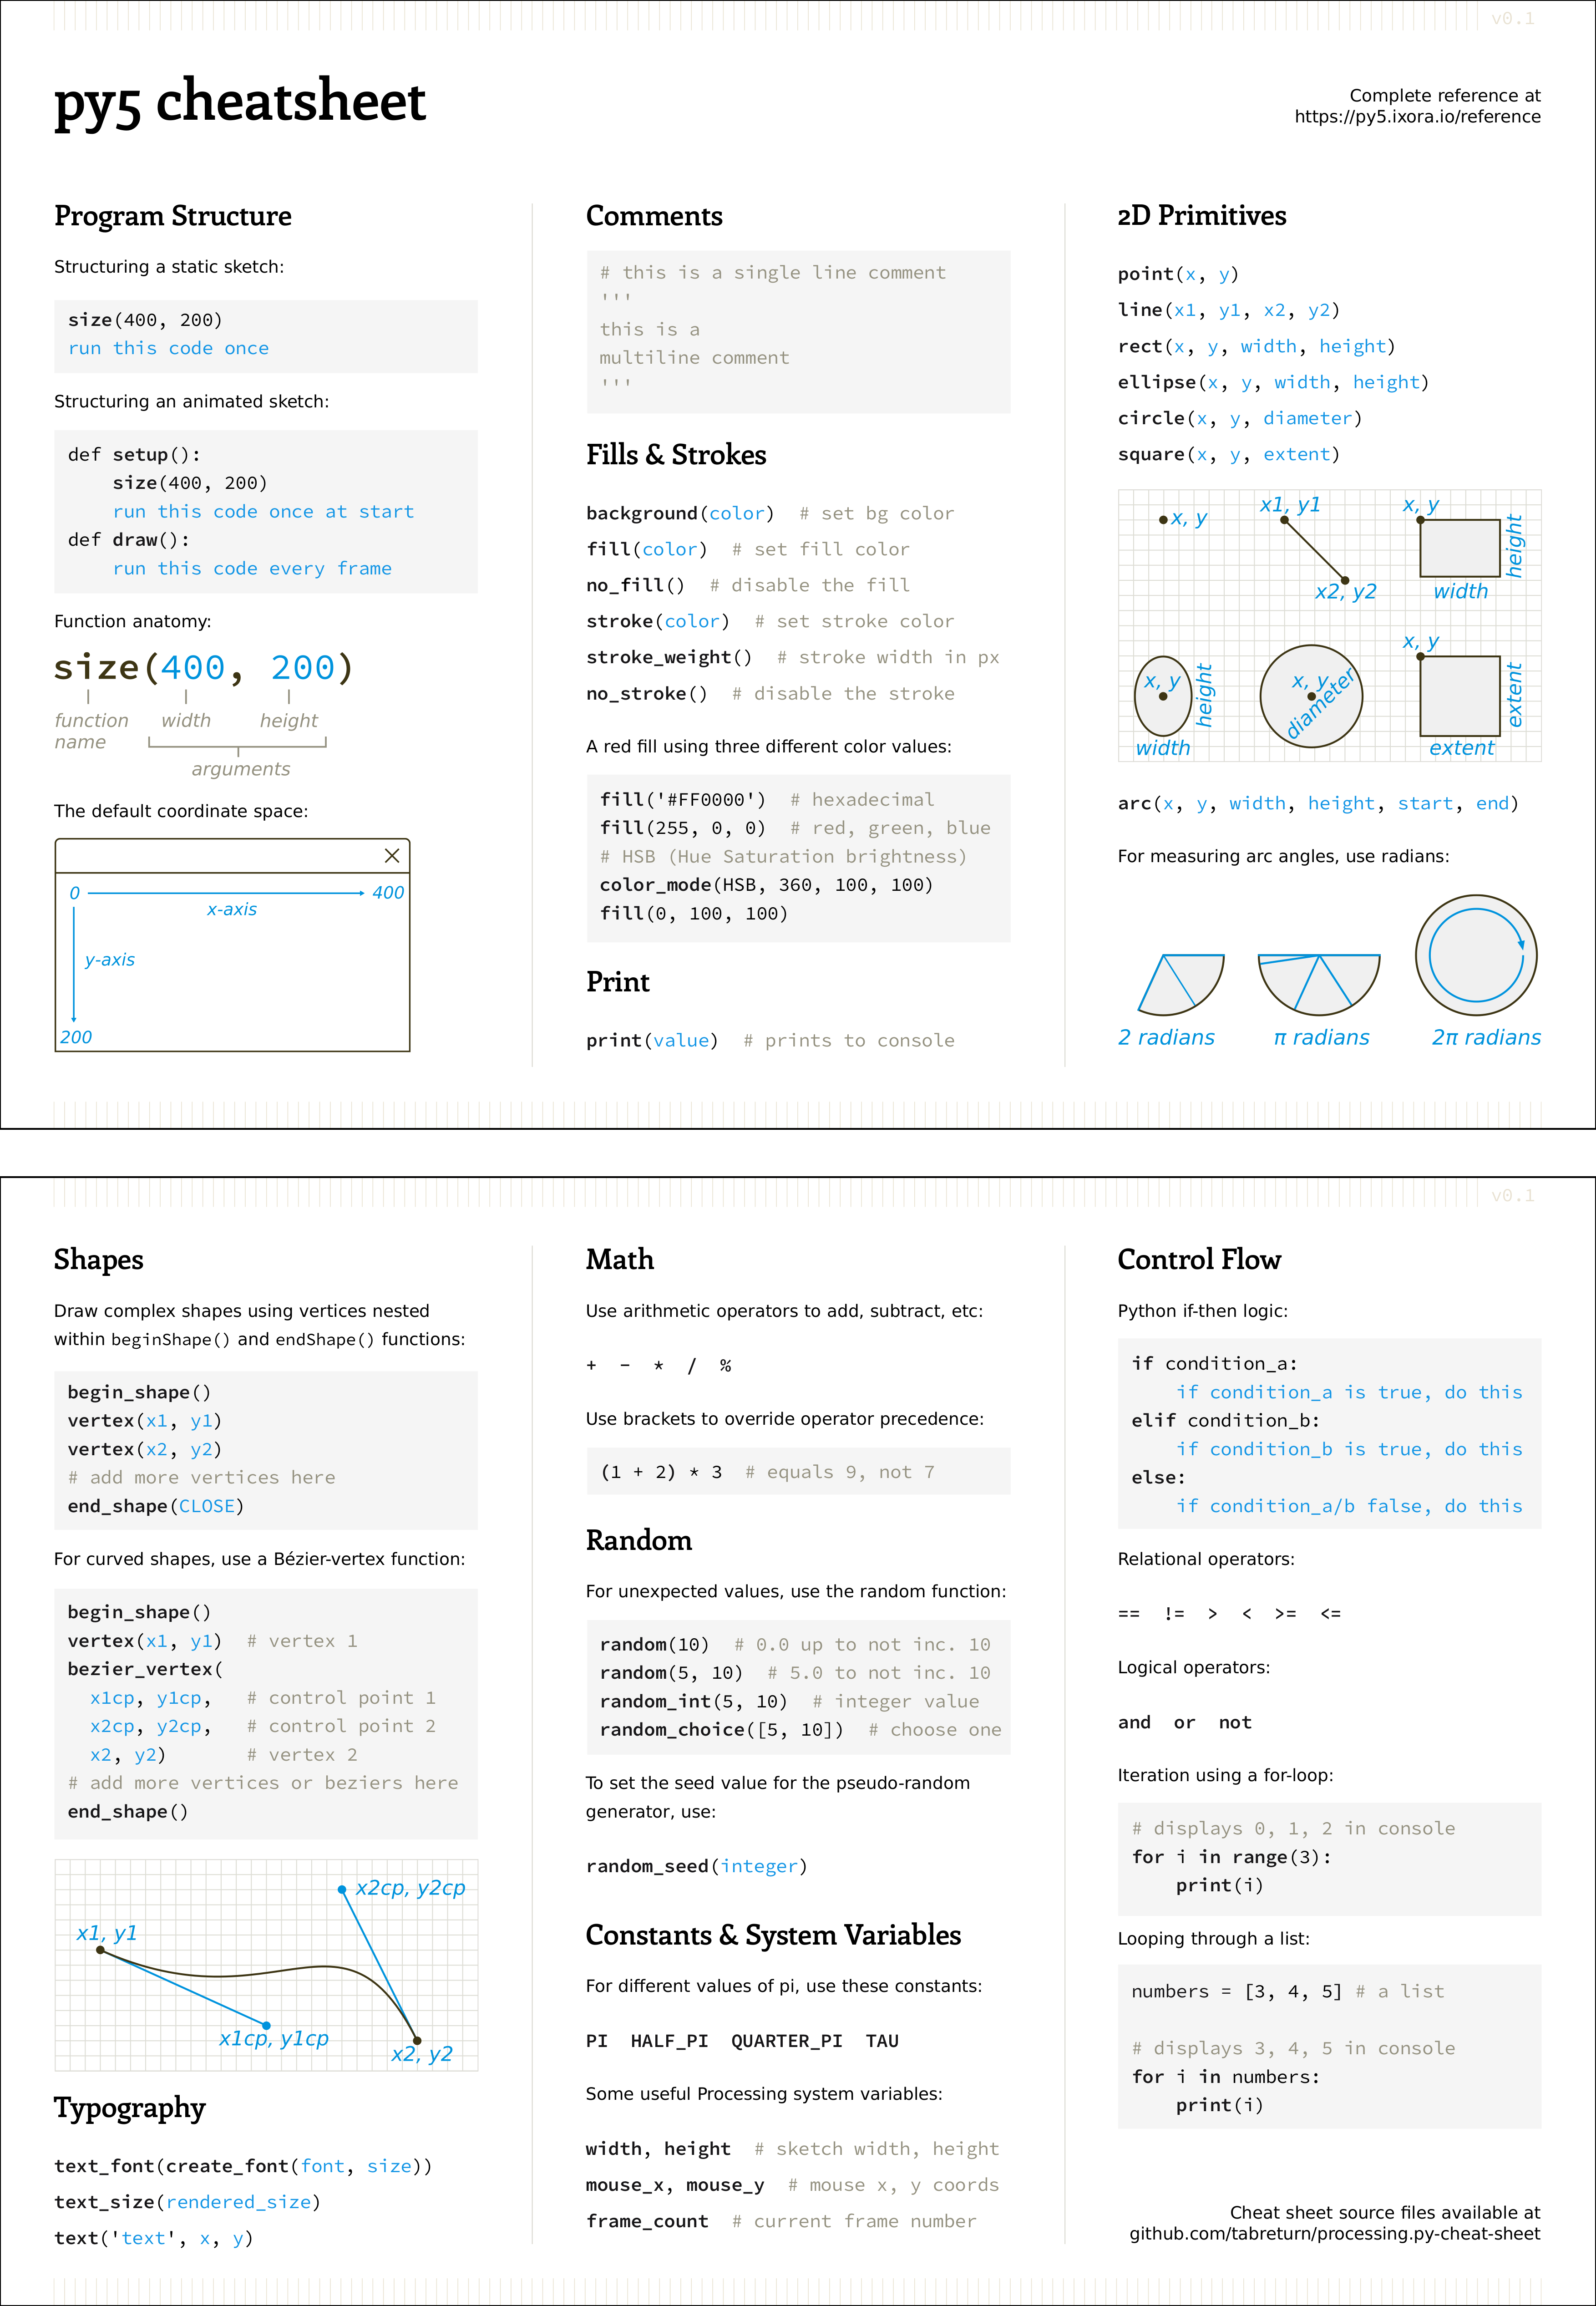 v0.1
py5 cheatsheet
Complete reference at
https://py5.ixora.io/reference
Program Structure
Structuring a static sketch:
size(400, 200)
run this code once
Structuring an animated sketch:
def setup():
    size(400, 200)
    run this code once at start
def draw():
    run this code every frame
Function anatomy:
size(400, 200)
function width height
name
arguments
The default coordinate space:
0 400
x-axis
y-axis
200
Comments
# this is a single line comment
'''
this is a
multiline comment
'''
Fills & Strokes
background(color)  # set bg color
fill(color)  # set fill color
no_fill()  # disable the fill
stroke(color)  # set stroke color
stroke_weight()  # stroke width in px
no_stroke()  # disable the stroke
A red fill using three different color values:
fill('#FF0000')  # hexadecimal
fill(255, 0, 0)  # red, green, blue
# HSB (Hue Saturation brightness)
color_mode(HSB, 360, 100, 100)
fill(0, 100, 100)
Print
print(value)  # prints to console
2D Primitives
point(x, y)
line(x1, y1, x2, y2)
rect(x, y, width, height)
ellipse(x, y, width, height)
circle(x, y, diameter)
square(x, y, extent)
x, y
x1, y1
x2, y2
x, y
height
width
x, y
height
width
x, y
diameter
x, y
extent
extent
arc(x, y, width, height, start, end)
For measuring arc angles, use radians:
2 radians
π radians
2π radians
v0.1
Shapes
Draw complex shapes using vertices nested
within beginShape() and endShape() functions:
begin_shape()
vertex(x1, y1)
vertex(x2, y2)
# add more vertices here
end_shape(CLOSE)
For curved shapes, use a Bézier-vertex function:
begin_shape()
vertex(x1, y1)  # vertex 1
bezier_vertex(
  x1cp, y1cp,   # control point 1
  x2cp, y2cp,   # control point 2
  x2, y2)       # vertex 2
# add more vertices or beziers here
end_shape()
x2cp, y2cp
x1, y1
x1cp, y1cp
x2, y2
Typography
text_font(create_font(font, size))
text_size(rendered_size)
text('text', x, y)
Math
Use arithmetic operators to add, subtract, etc:
+  −  *  /  %
Use brackets to override operator precedence:
(1 + 2) * 3  # equals 9, not 7
Random
For unexpected values, use the random function:
random(10)  # 0.0 up to not inc. 10
random(5, 10)  # 5.0 to not inc. 10
random_int(5, 10)  # integer value
random_choice([5, 10])  # choose one
To set the seed value for the pseudo-random
generator, use:
random_seed(integer)
Constants & System Variables
For different values of pi, use these constants:
PI  HALF_PI  QUARTER_PI  TAU
Some useful Processing system variables:
width, height  # sketch width, height
mouse_x, mouse_y  # mouse x, y coords
frame_count  # current frame number
Control Flow
Python if-then logic:
if condition_a:
    if condition_a is true, do this
elif condition_b:
    if condition_b is true, do this
else:
    if condition_a/b false, do this
Relational operators:
==  !=  >  <  >=  <=
Logical operators:
and  or  not
Iteration using a for-loop:
# displays 0, 1, 2 in console
for i in range(3):
    print(i)
Looping through a list:
numbers = [3, 4, 5] # a list
# displays 3, 4, 5 in console
for i in numbers:
    print(i)
Cheat sheet source files available at
github.com/tabreturn/processing.py-cheat-sheet